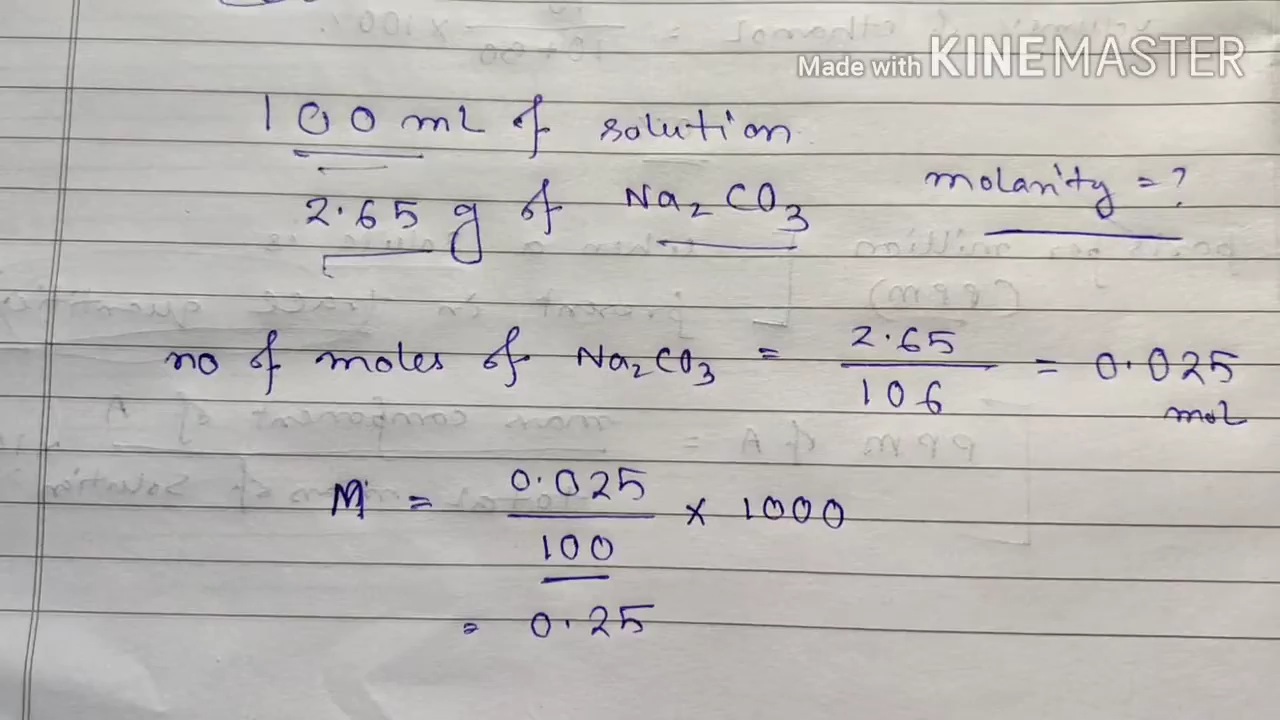 Made with KINEMASTER
100 mL of solution
2.65 g of Na₂CO₃ molarity = ?
no of moles of Na₂CO₃ = 2.65 / 106 = 0.025 mol
M = 0.025 / 100 × 1000
= 0.25